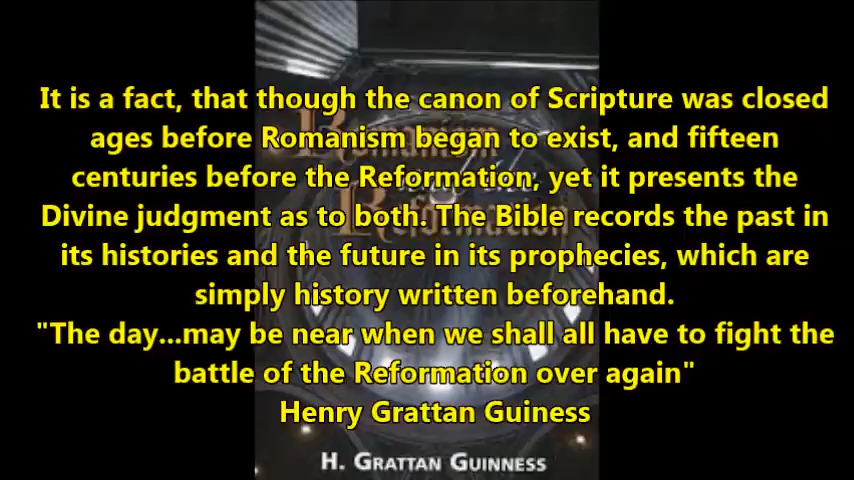 It is a fact, that though the canon of Scripture was closed
ages before Romanism began to exist, and fifteen
centuries before the Reformation, yet it presents the
Divine judgment as to both. The Bible records the past in
its histories and the future in its prophecies, which are
simply history written beforehand.
"The day...may be near when we shall all have to fight the
battle of the Reformation over again"
Henry Grattan Guiness
Romanism
Reformation
H. GRATTAN GUINNESS